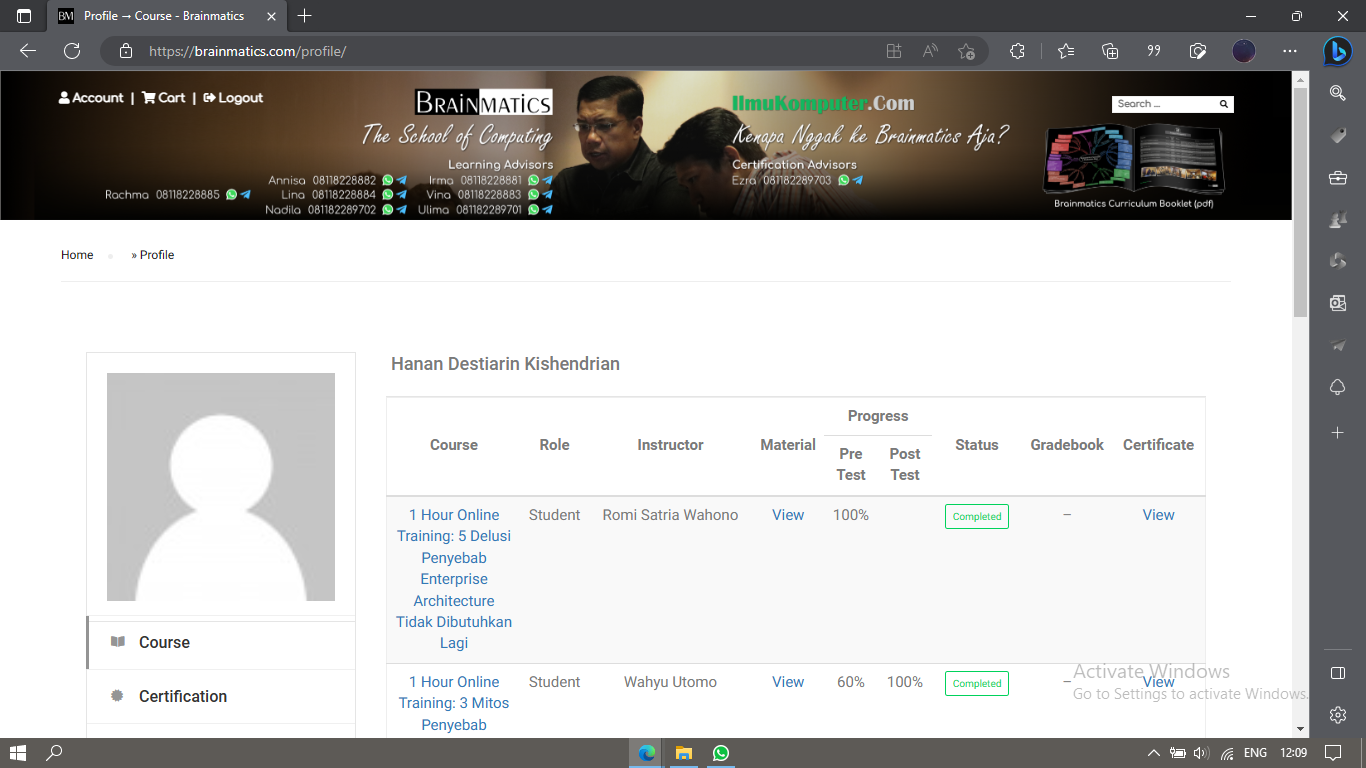 Profile → Course - Brainmatics
https://brainmatics.com/profile/
Account | Cart | Logout
BRAINMATICS
The School of Computing
IlmuKomputer.Com
Kenapa Nggak ke Brainmatics Aja?
Search ...
Learning Advisors
Annisa 08118228882 Irma 08118228881
Rachma 08118228885 Lina 08118228884 Vina 08118228883
Nadila 081182289702 Ulima 081182289701
Certification Advisors
Ezra 081182289703
Brainmatics Curriculum Booklet (pdf)
Home » » Profile
Hanan Destiarin Kishendrian
Course
Certification
Progress
Course Role Instructor Material Pre Test Post Test Status Gradebook Certificate
1 Hour Online Student Romi Satria Wahono View 100% Completed – View
Training: 5 Delusi
Penyebab
Enterprise
Architecture
Tidak Dibutuhkan
Lagi
1 Hour Online Student Wahyu Utomo View 60% 100% Completed – View
Training: 3 Mitos
Penyebab
Activate Windows
Go to Settings to activate Windows.
ENG 12:09